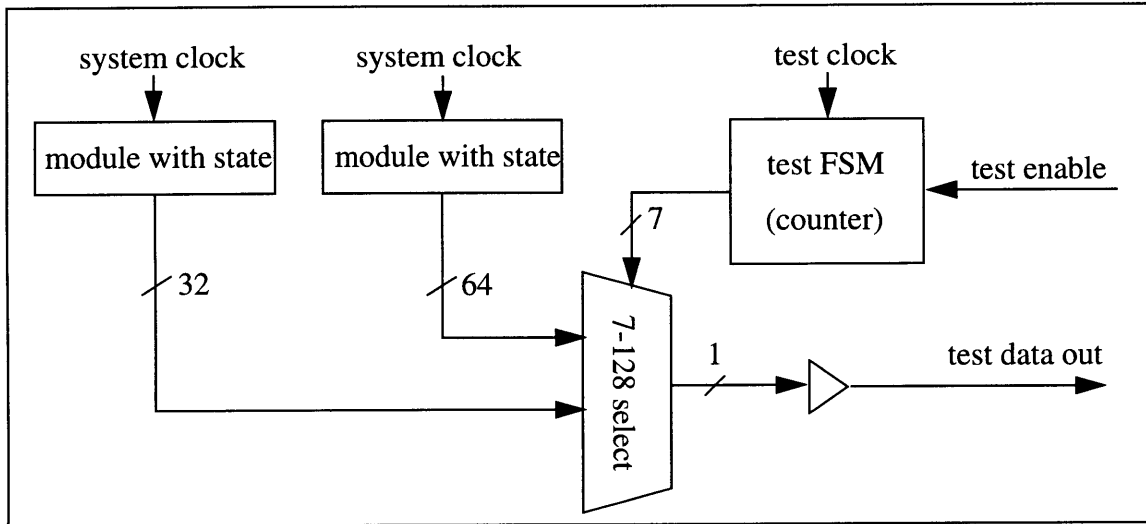 system clock
system clock
test clock
module with state
module with state
test FSM
(counter)
test enable
7
32
64
7-128 select
1
test data out